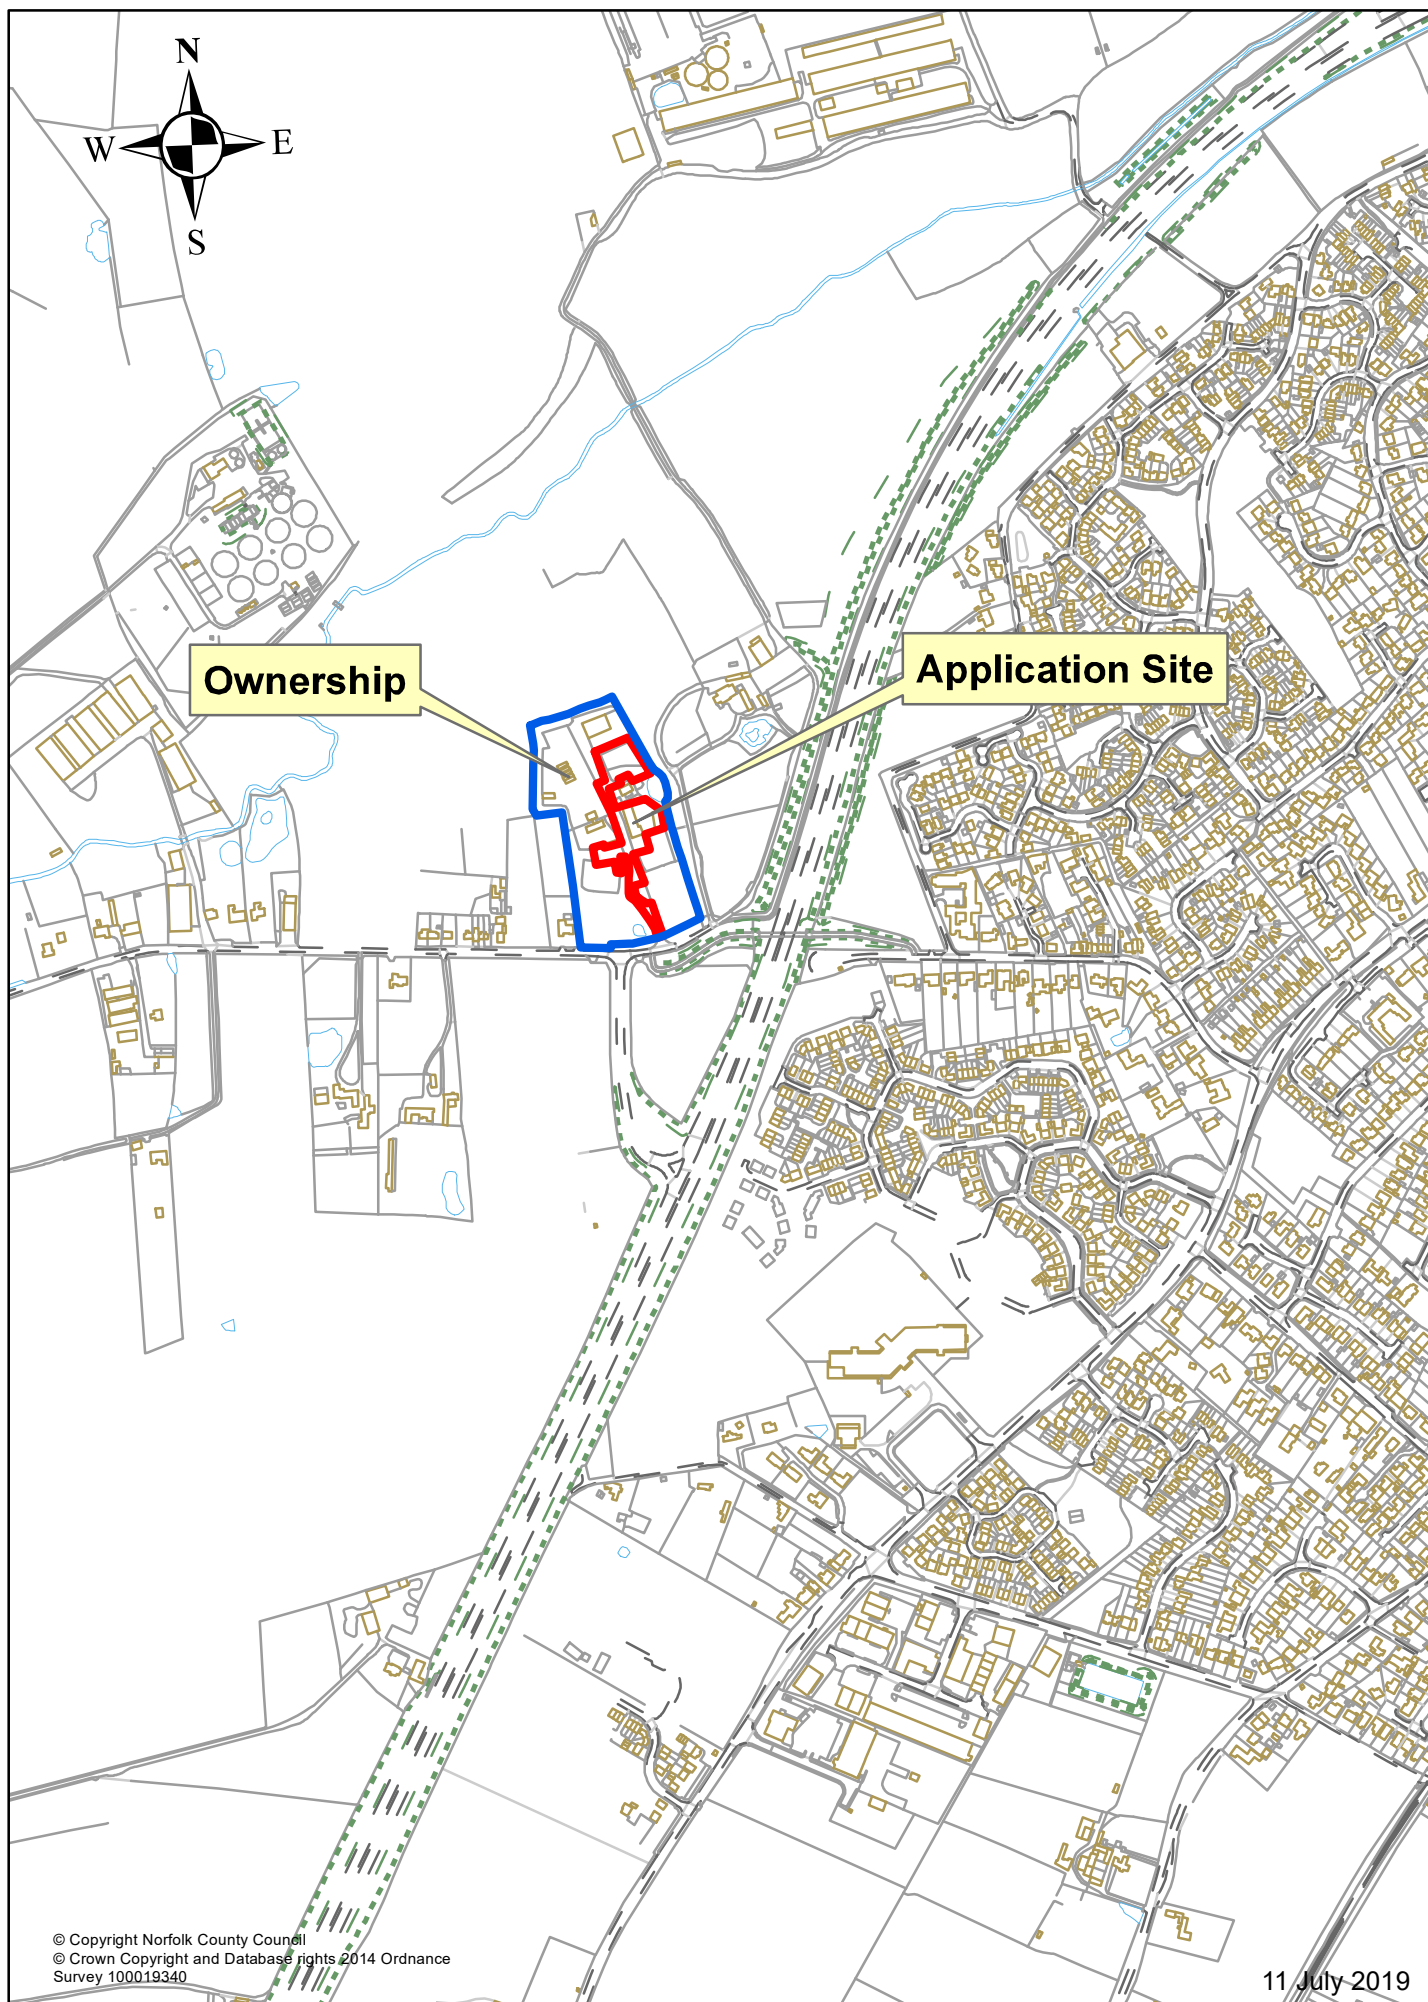 N
W E
S
Ownership
Application Site
© Copyright Norfolk County Council
© Crown Copyright and Database rights 2014 Ordnance
Survey 100019340
11 July 2019